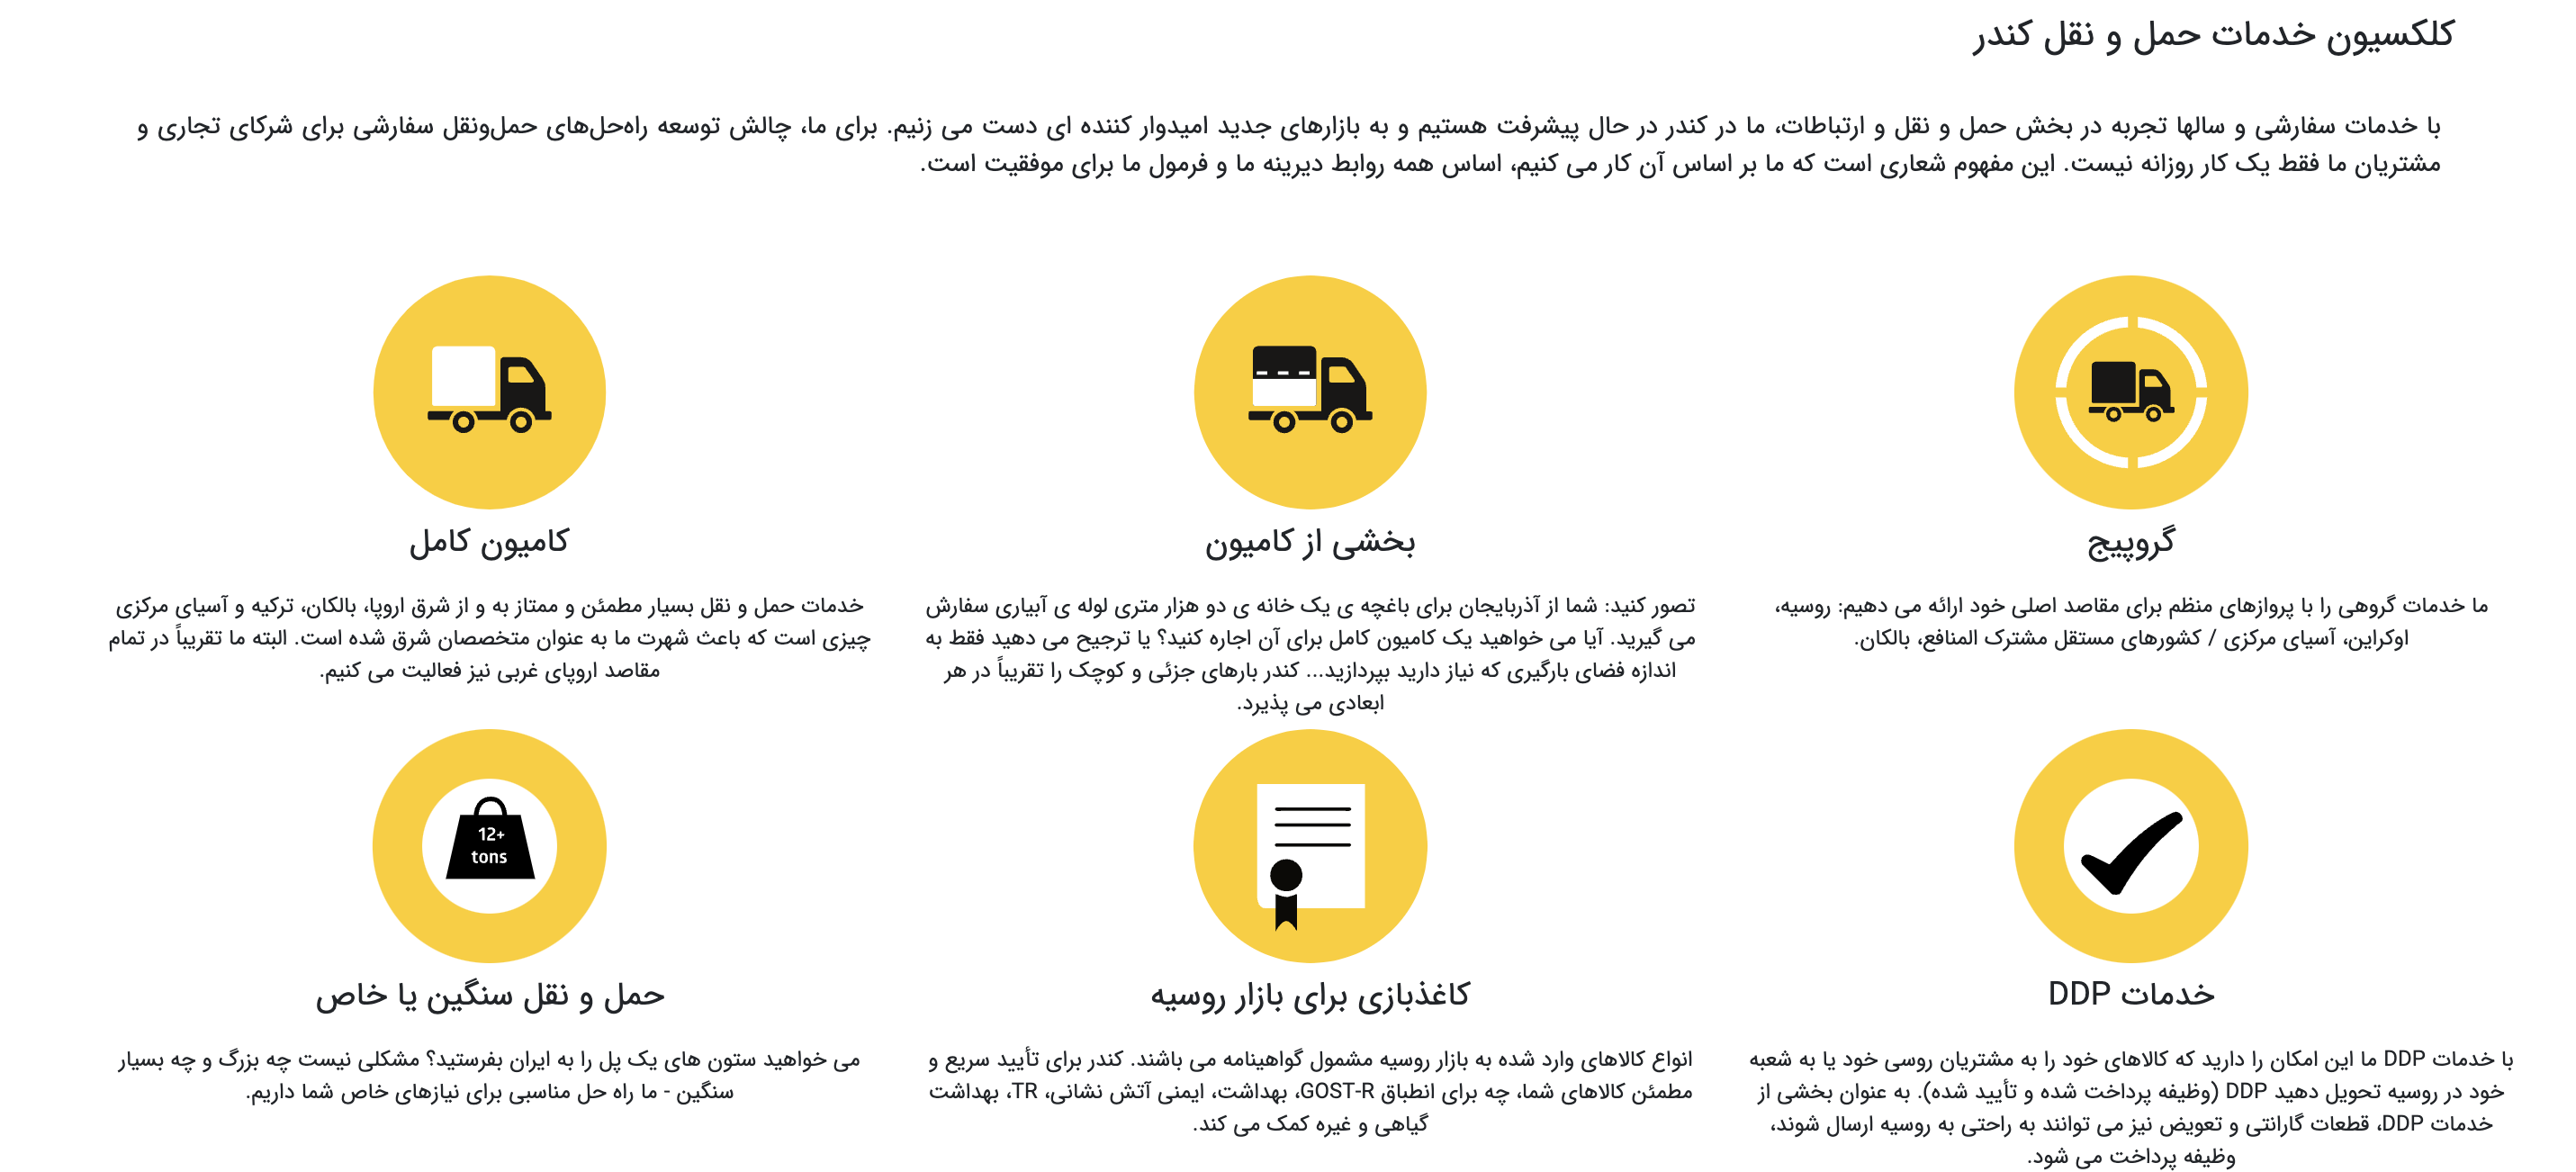 کلکسیون خدمات حمل و نقل کندر
با خدمات سفارشی و سالها تجربه در بخش حمل و نقل و ارتباطات، ما در کندر در حال پیشرفت هستیم و به بازارهای جدید امیدوار کننده ای دست می زنیم. برای ما، چالش توسعه راه‌حل‌های حمل‌ونقل سفارشی برای شرکای تجاری و
مشتریان ما فقط یک کار روزانه نیست. این مفهوم شعاری است که ما بر اساس آن کار می کنیم، اساس همه روابط دیرینه ما و فرمول ما برای موفقیت است.
گروپیج
ما خدمات گروهی را با پروازهای منظم برای مقاصد اصلی خود ارائه می دهیم: روسیه،
اوکراین، آسیای مرکزی / کشورهای مستقل مشترک المنافع، بالکان.
بخشی از کامیون
تصور کنید: شما از آذربایجان برای باغچه ی یک خانه ی دو هزار متری لوله ی آبیاری سفارش
می گیرید. آیا می خواهید یک کامیون کامل برای آن اجاره کنید؟ یا ترجیح می دهید فقط به
اندازه فضای بارگیری که نیاز دارید بپردازید... کندر بارهای جزئی و کوچک را تقریباً در هر
ابعادی می پذیرد.
کامیون کامل
خدمات حمل و نقل بسیار مطمئن و ممتاز به و از شرق اروپا، بالکان، ترکیه و آسیای مرکزی
چیزی است که باعث شهرت ما به عنوان متخصصان شرق شده است. البته ما تقریباً در تمام
مقاصد اروپای غربی نیز فعالیت می کنیم.
خدمات DDP
با خدمات DDP ما این امکان را دارید که کالاهای خود را به مشتریان روسی خود یا به شعبه
خود در روسیه تحویل دهید DDP (وظیفه پرداخت شده و تأیید شده). به عنوان بخشی از
خدمات DDP، قطعات گارانتی و تعویض نیز می توانند به راحتی به روسیه ارسال شوند،
وظیفه پرداخت می شود.
کاغذبازی برای بازار روسیه
انواع کالاهای وارد شده به بازار روسیه مشمول گواهینامه می باشند. کندر برای تأیید سریع و
مطمئن کالاهای شما، چه برای انطباق GOST-R، بهداشت، ایمنی آتش نشانی، TR، بهداشت
گیاهی و غیره کمک می کند.
12+
tons
حمل و نقل سنگین یا خاص
می خواهید ستون های یک پل را به ایران بفرستید؟ مشکلی نیست چه بزرگ و چه بسیار
سنگین - ما راه حل مناسبی برای نیازهای خاص شما داریم.